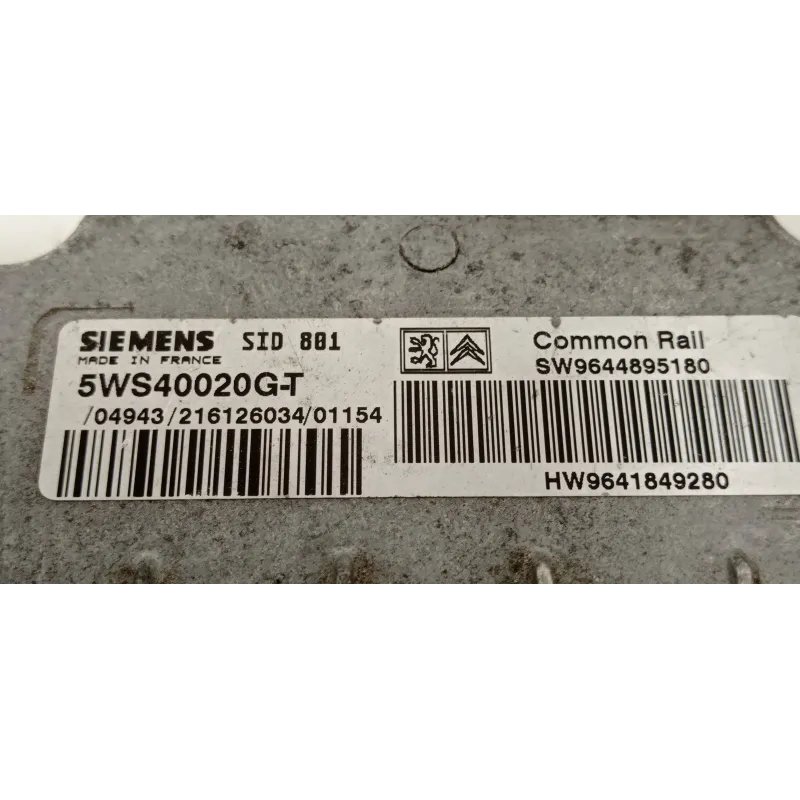 SIEMENS SID 801
MADE IN FRANCE
5WS40020G-T
/04943/216126034/01154
Common Rail
SW9644895180
HW9641849280